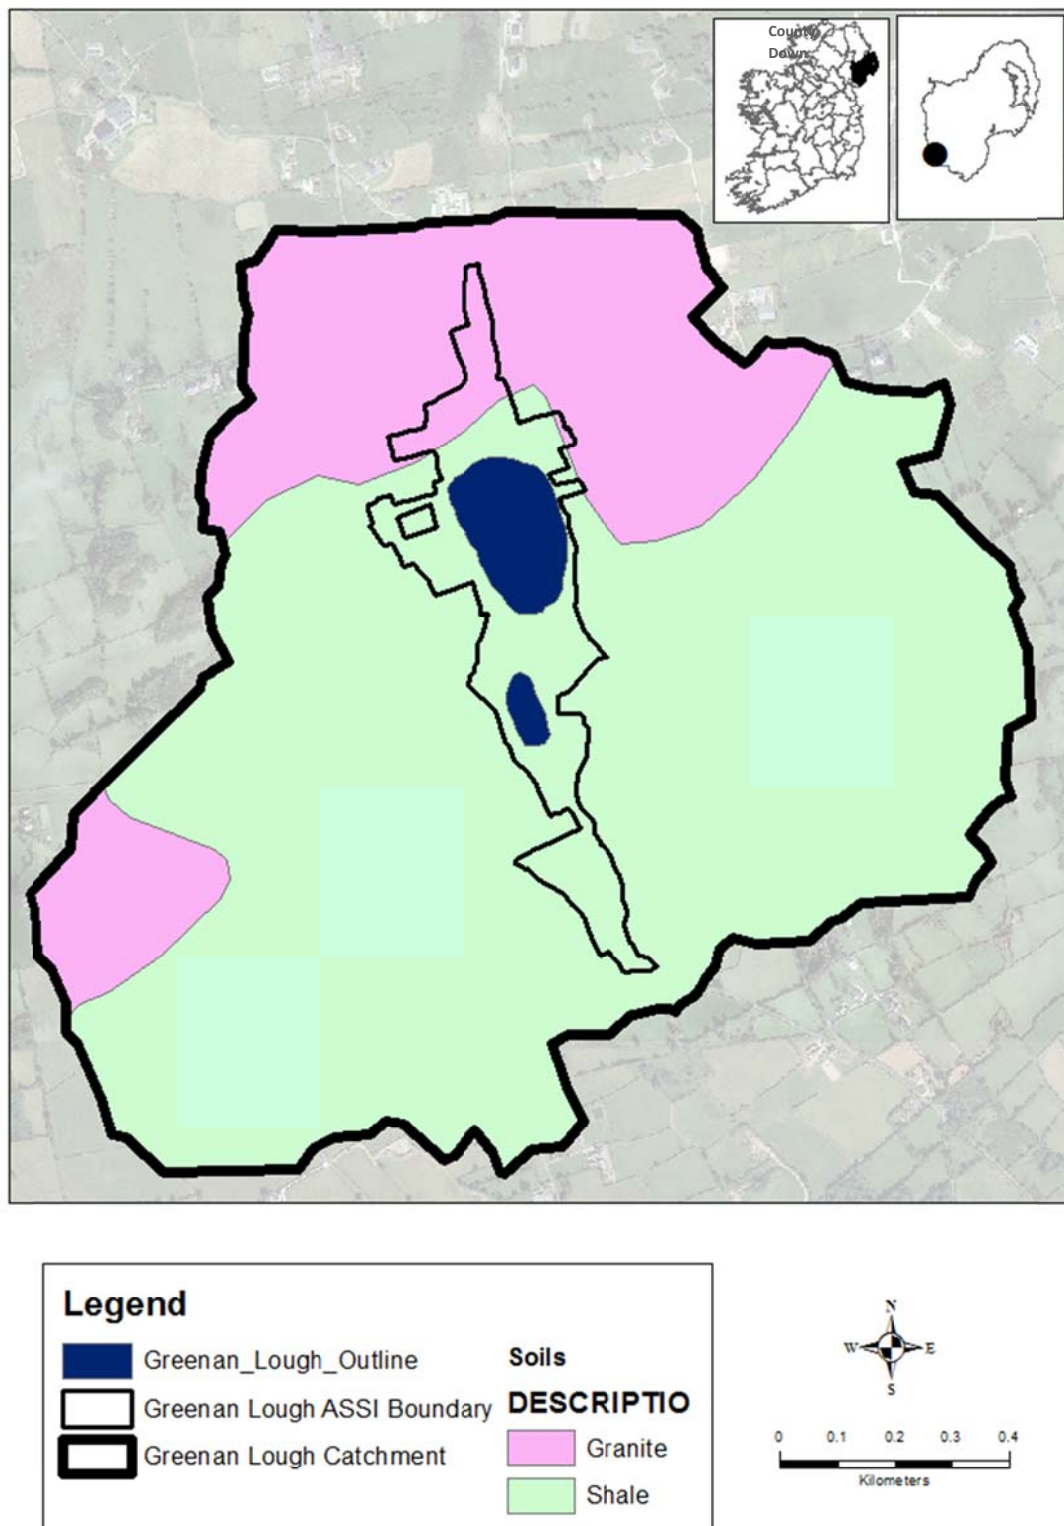 County
Down
Legend
Greenan_Lough_Outline
Greenan Lough ASSI Boundary
Greenan Lough Catchment
Soils
DESCRIPTIO
Granite
Shale
N
W E
S
0 0.1 0.2 0.3 0.4
Kilometers